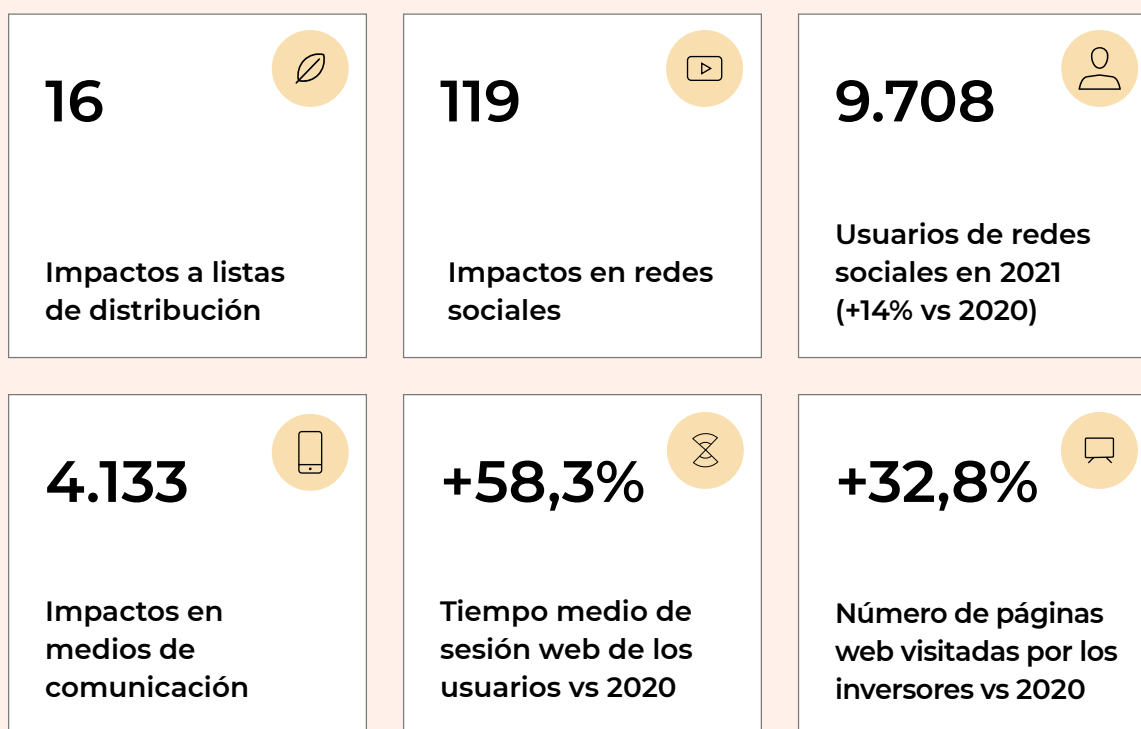 16
Impactos a listas
de distribución
119
Impactos en redes
sociales
9.708
Usuarios de redes
sociales en 2021
(+14% vs 2020)
4.133
Impactos en
medios de
comunicación
+58,3%
Tiempo medio de
sesión web de los
usuarios vs 2020
+32,8%
Número de páginas
web visitadas por los
inversores vs 2020